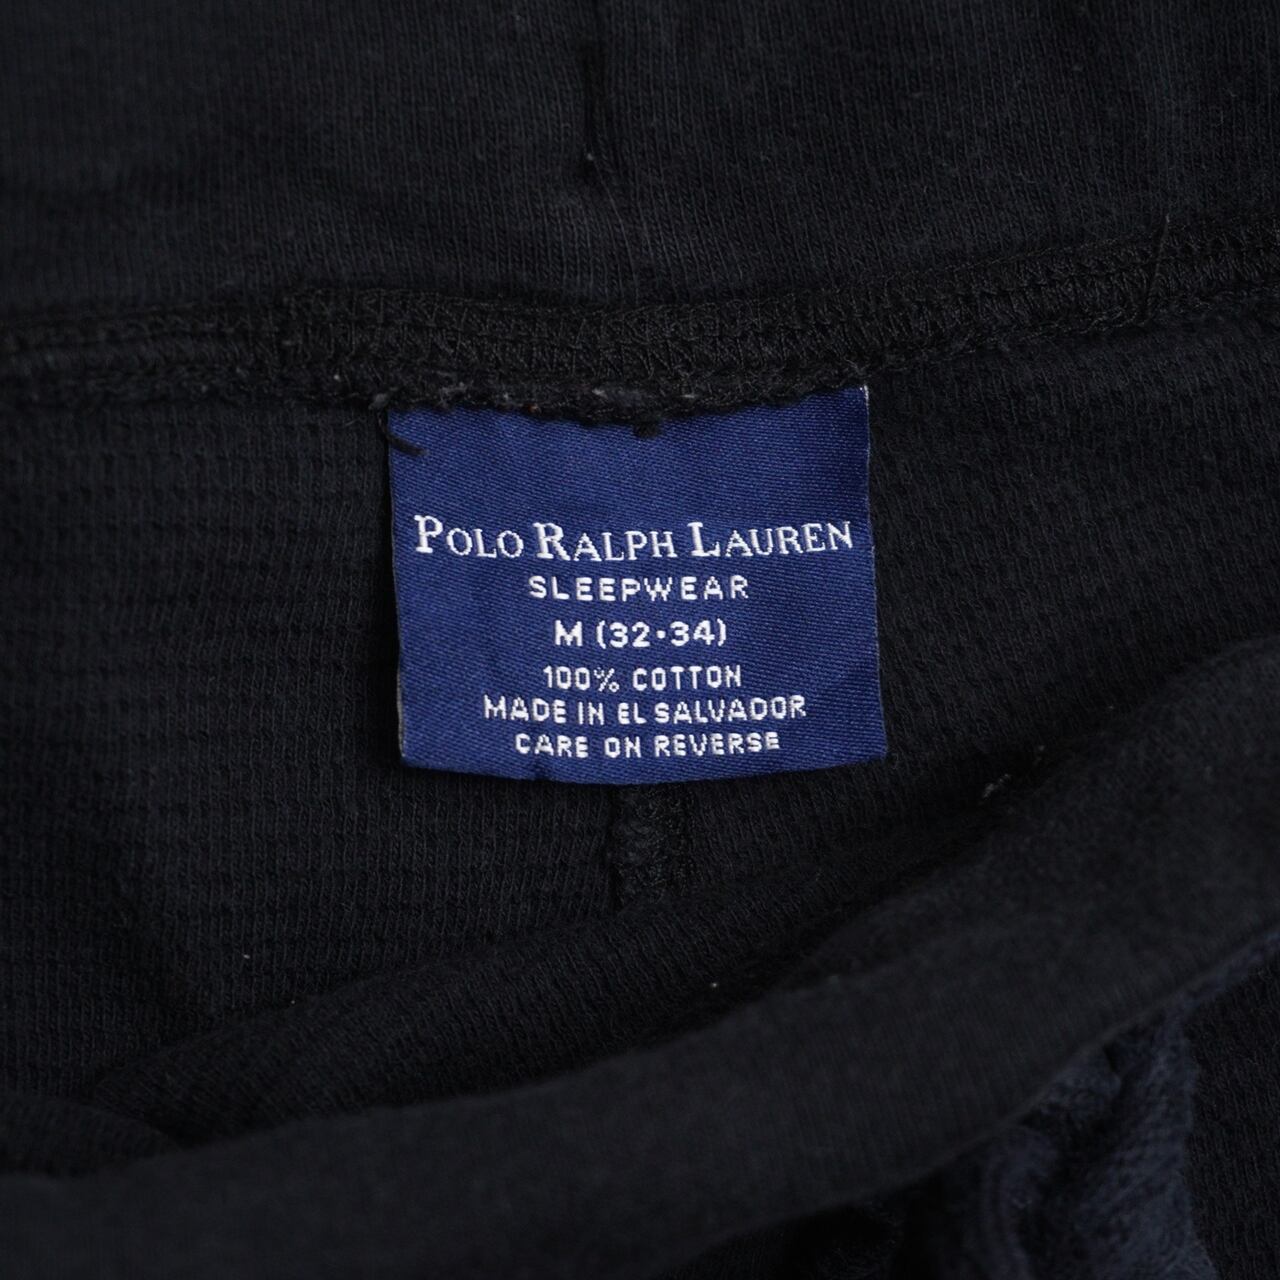 POLO RALPH LAUREN
SLEEPWEAR
M (32·34)
100% COTTON
MADE IN EL SALVADOR
CARE ON REVERSE